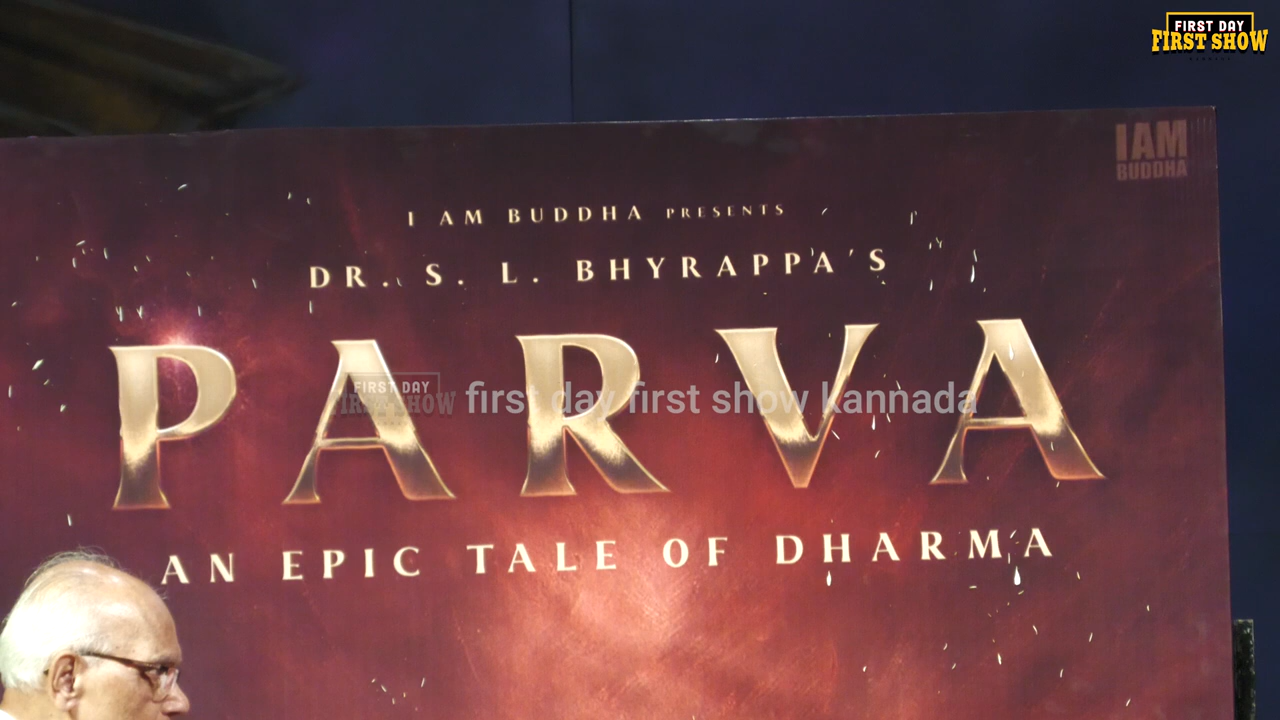 FIRST DAY
FIRST SHOW
I AM
BUDDHA
I AM BUDDHA PRESENTS
DR. S. L. BHYRAPPA'S
PARVA
FIRST DAY
FIRST SHOW
first day first show kannada
AN EPIC TALE OF DHARMA